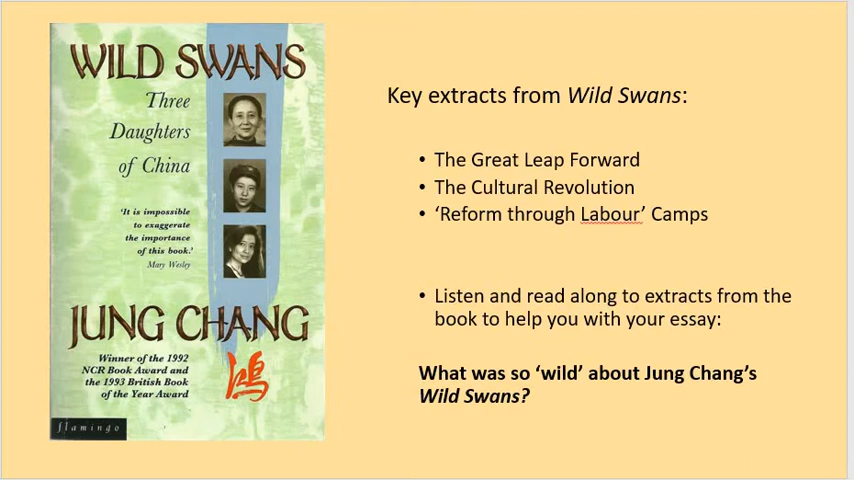 WILD SWANS
Three
Daughters
of China
'It is impossible
to exaggerate
the importance
of this book.'
Mary Wesley
JUNG CHANG
Winner of the 1992
NCR Book Award and
the 1993 British Book
of the Year Award
鴻
flamingo
Key extracts from Wild Swans:
• The Great Leap Forward
• The Cultural Revolution
• ‘Reform through Labour’ Camps
• Listen and read along to extracts from the
book to help you with your essay:
What was so ‘wild’ about Jung Chang’s
Wild Swans?